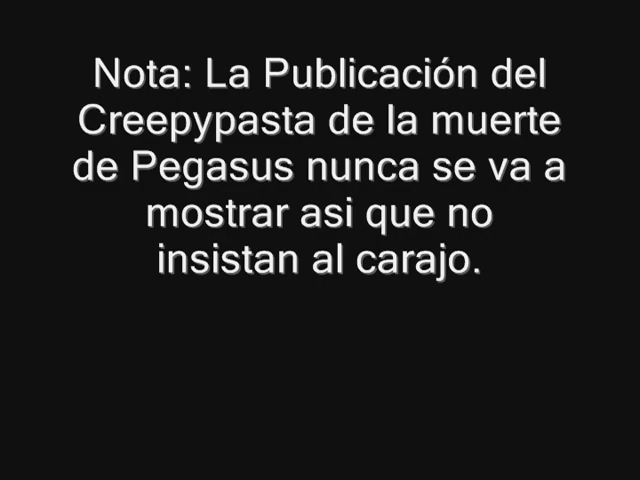 Nota: La Publicación del
Creepypasta de la muerte
de Pegasus nunca se va a
mostrar asi que no
insistan al carajo.